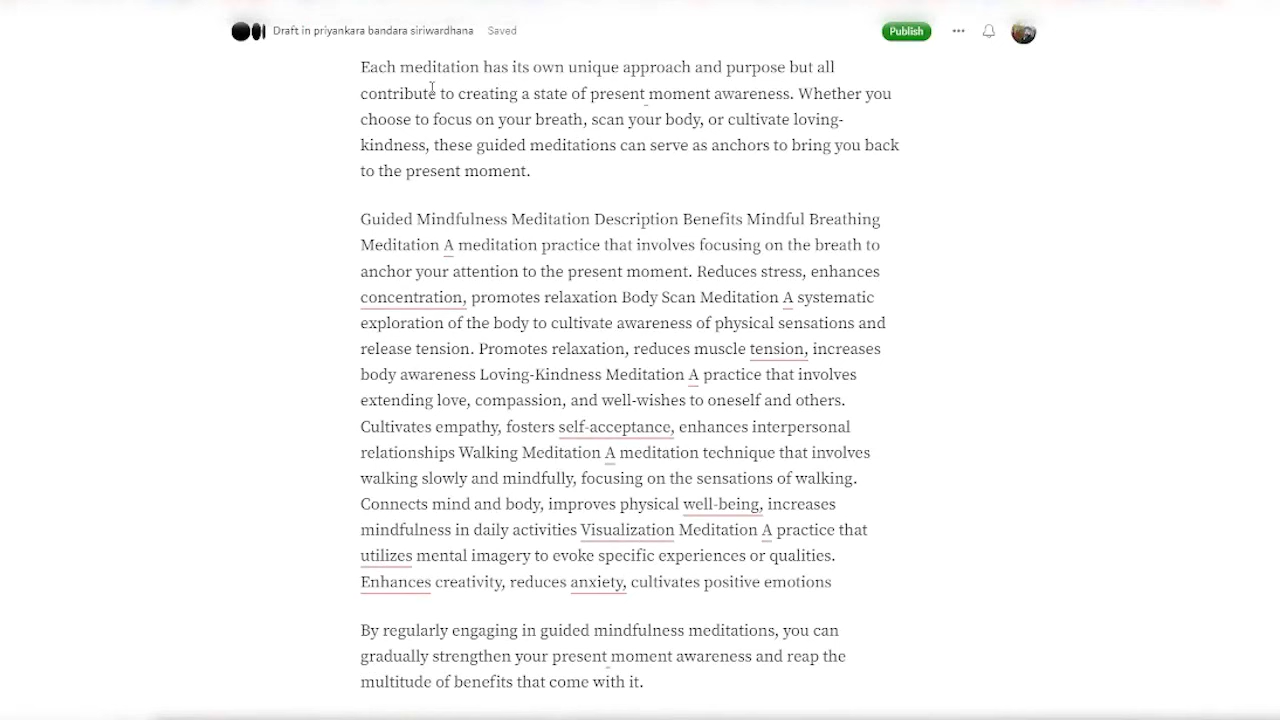 Draft in priyankara bandara siriwardhana Saved Publish
Each meditation has its own unique approach and purpose but all
contribute to creating a state of present moment awareness. Whether you
choose to focus on your breath, scan your body, or cultivate loving-
kindness, these guided meditations can serve as anchors to bring you back
to the present moment.
Guided Mindfulness Meditation Description Benefits Mindful Breathing
Meditation A meditation practice that involves focusing on the breath to
anchor your attention to the present moment. Reduces stress, enhances
concentration, promotes relaxation Body Scan Meditation A systematic
exploration of the body to cultivate awareness of physical sensations and
release tension. Promotes relaxation, reduces muscle tension, increases
body awareness Loving-Kindness Meditation A practice that involves
extending love, compassion, and well-wishes to oneself and others.
Cultivates empathy, fosters self-acceptance, enhances interpersonal
relationships Walking Meditation A meditation technique that involves
walking slowly and mindfully, focusing on the sensations of walking.
Connects mind and body, improves physical well-being, increases
mindfulness in daily activities Visualization Meditation A practice that
utilizes mental imagery to evoke specific experiences or qualities.
Enhances creativity, reduces anxiety, cultivates positive emotions
By regularly engaging in guided mindfulness meditations, you can
gradually strengthen your present moment awareness and reap the
multitude of benefits that come with it.